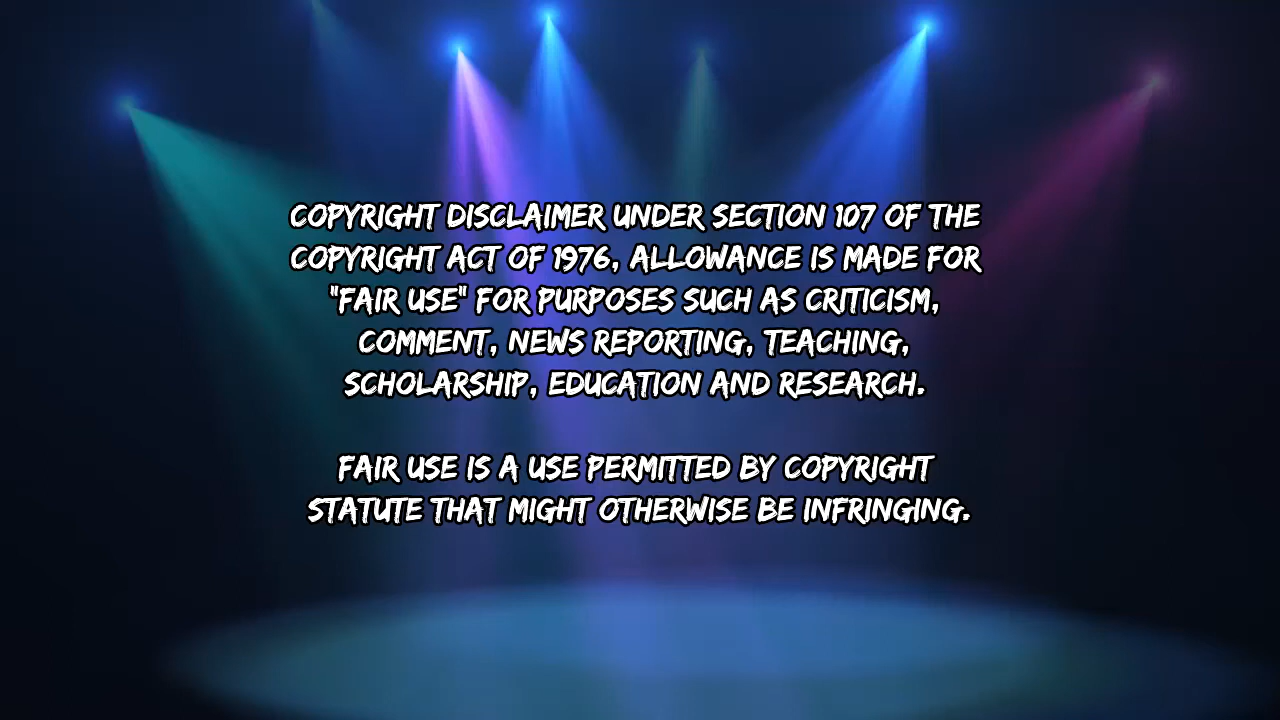 COPYRIGHT DISCLAIMER UNDER SECTION 107 OF THE
COPYRIGHT ACT OF 1976, ALLOWANCE IS MADE FOR
"FAIR USE" FOR PURPOSES SUCH AS CRITICISM,
COMMENT, NEWS REPORTING, TEACHING,
SCHOLARSHIP, EDUCATION AND RESEARCH.
FAIR USE IS A USE PERMITTED BY COPYRIGHT
STATUTE THAT MIGHT OTHERWISE BE INFRINGING.